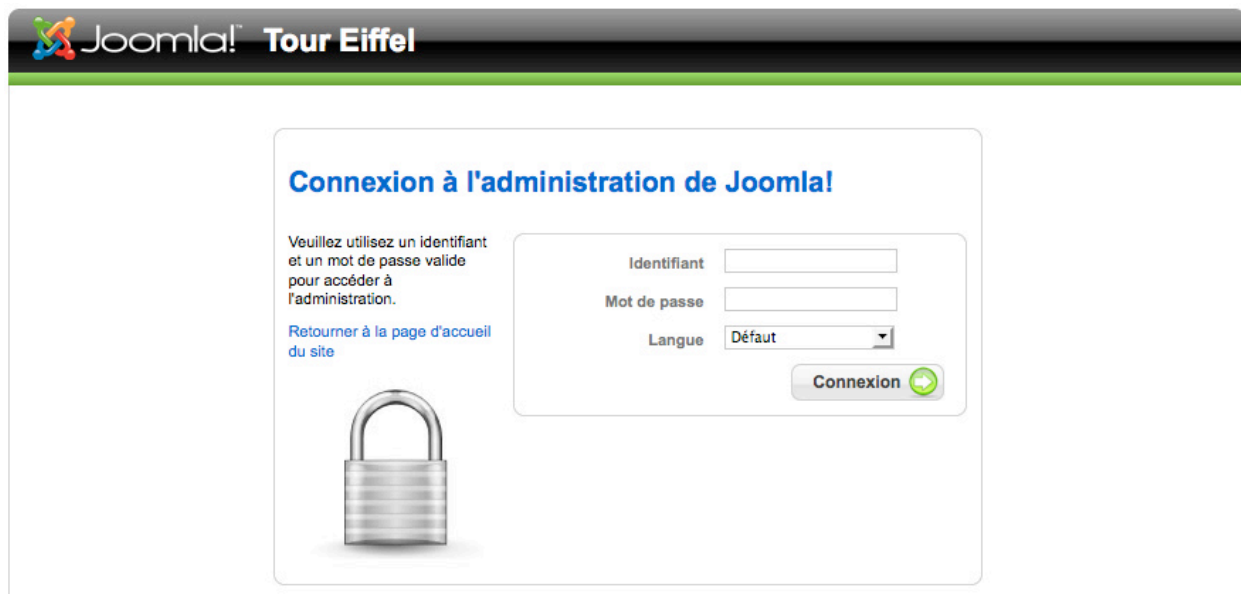 Joomla!™ Tour Eiffel
Connexion à l'administration de Joomla!
Veuillez utilisez un identifiant
et un mot de passe valide
pour accéder à
l'administration.
Retourner à la page d'accueil
du site
Identifiant
Mot de passe
Langue Défaut
Connexion